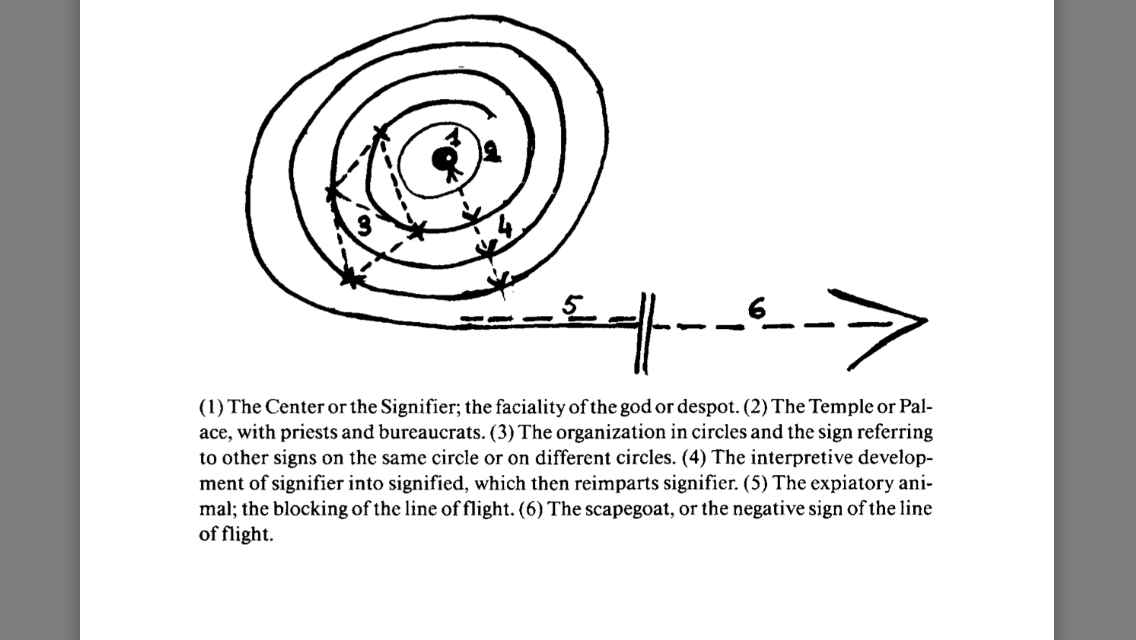 1
2
3
4
5
6
(1) The Center or the Signifier; the faciality of the god or despot. (2) The Temple or Pal-
ace, with priests and bureaucrats. (3) The organization in circles and the sign referring
to other signs on the same circle or on different circles. (4) The interpretive develop-
ment of signifier into signified, which then reimparts signifier. (5) The expiatory ani-
mal; the blocking of the line of flight. (6) The scapegoat, or the negative sign of the line
of flight.